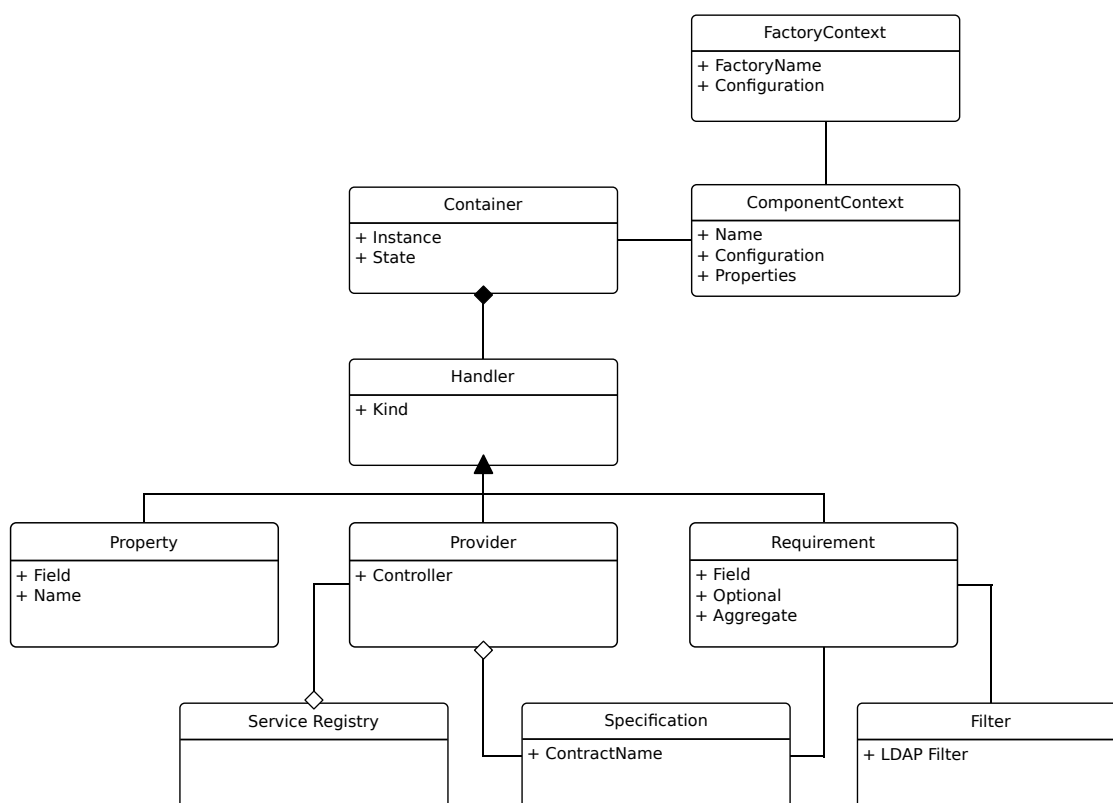 FactoryContext
+ FactoryName
+ Configuration
Container
+ Instance
+ State
ComponentContext
+ Name
+ Configuration
+ Properties
Handler
+ Kind
Property
+ Field
+ Name
Provider
+ Controller
Requirement
+ Field
+ Optional
+ Aggregate
Service Registry
Specification
+ ContractName
Filter
+ LDAP Filter